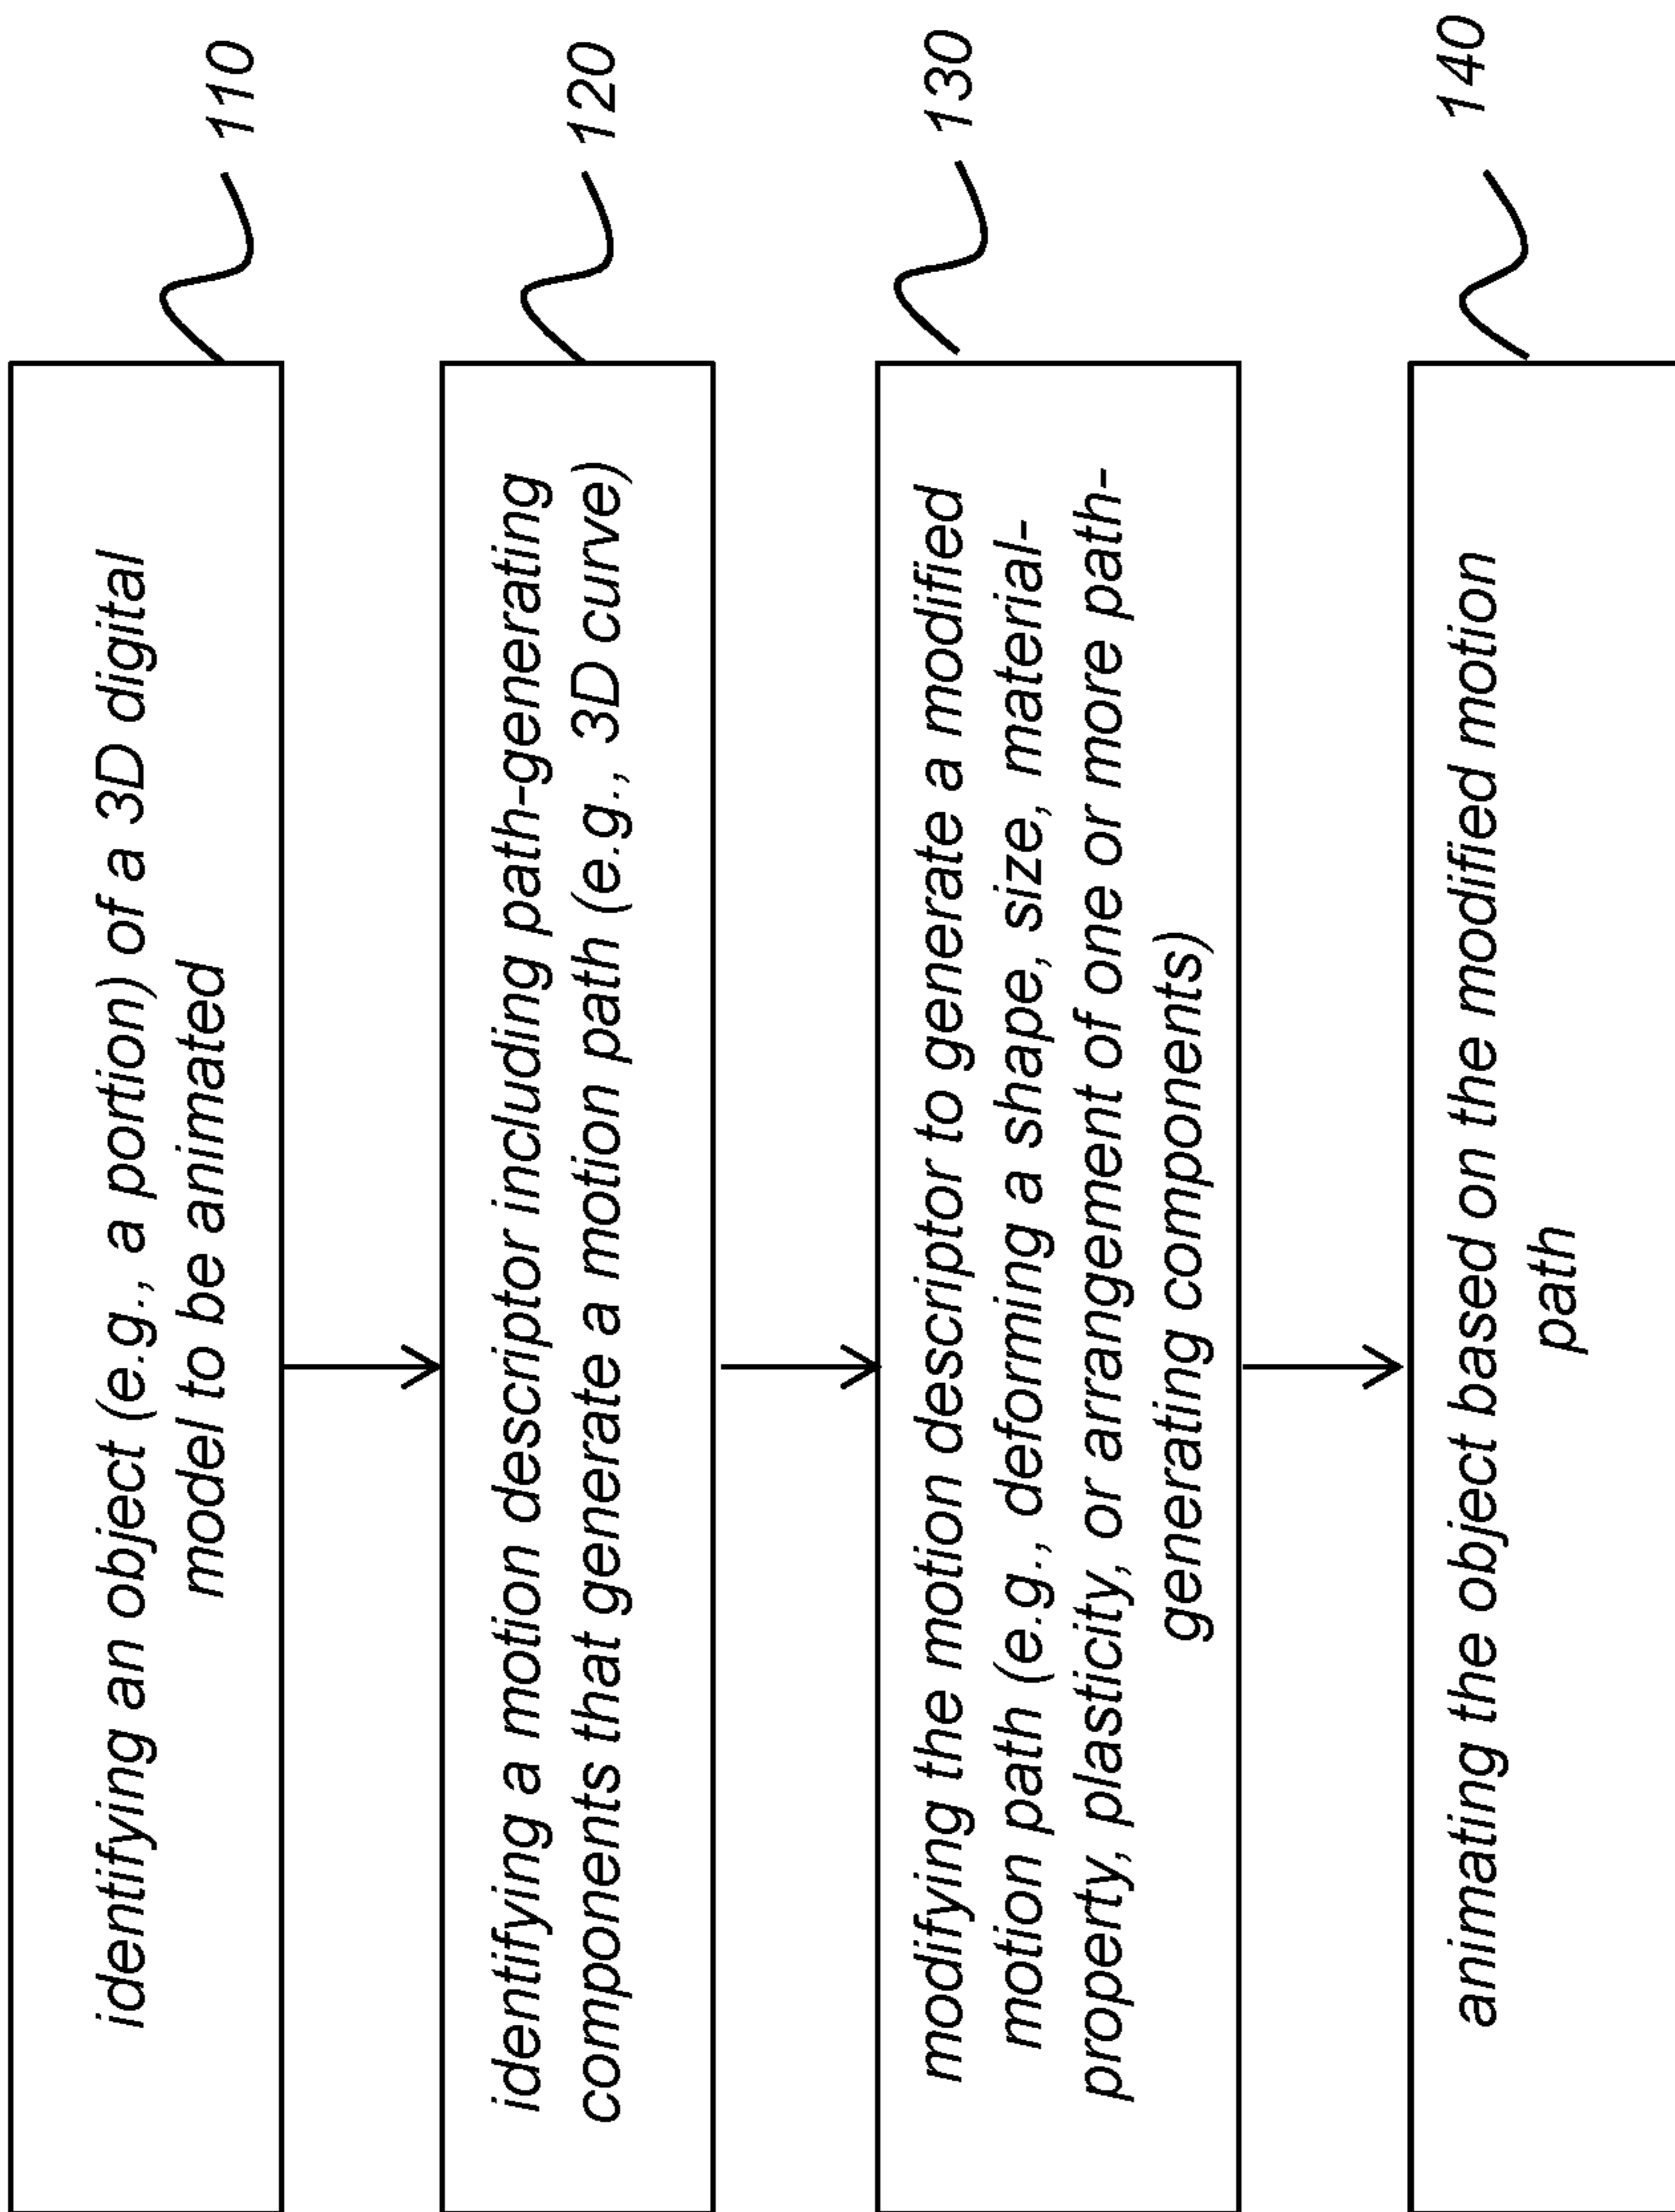 identifying an object (e.g., a portion) of a 3D digital
model to be animated
110
identifying a motion descriptor including path-generating
components that generate a motion path (e.g., 3D curve)
120
modifying the motion descriptor to generate a modified
motion path (e.g., deforming a shape, size, material-
property, plasticity, or arrangement of one or more path-
generating components)
130
animating the object based on the modified motion
path
140